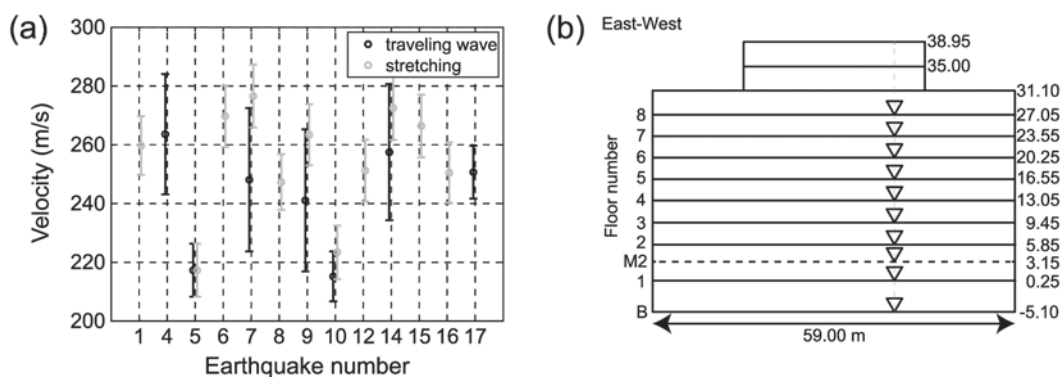 (a)
300
280
260
240
220
200
Velocity (m/s)
traveling wave
stretching
1 4 5 6 7 8 9 10 12 14 15 16 17
Earthquake number
(b) East-West
38.95
35.00
31.10
8 27.05
7 23.55
6 20.25
5 16.55
4 13.05
3 9.45
2 5.85
M2 3.15
1 0.25
B -5.10
Floor number
59.00 m